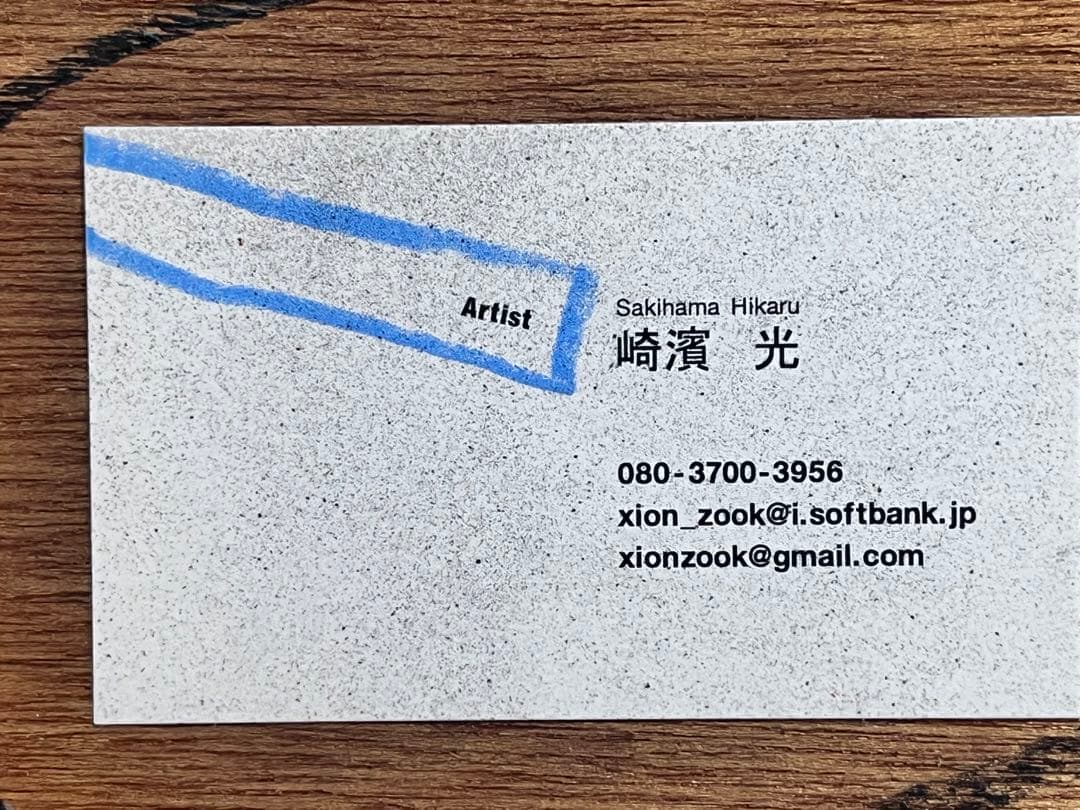 Artist
Sakihama Hikaru
崎濱　光
080-3700-3956
xion_zook@i.softbank.jp
xionzook@gmail.com